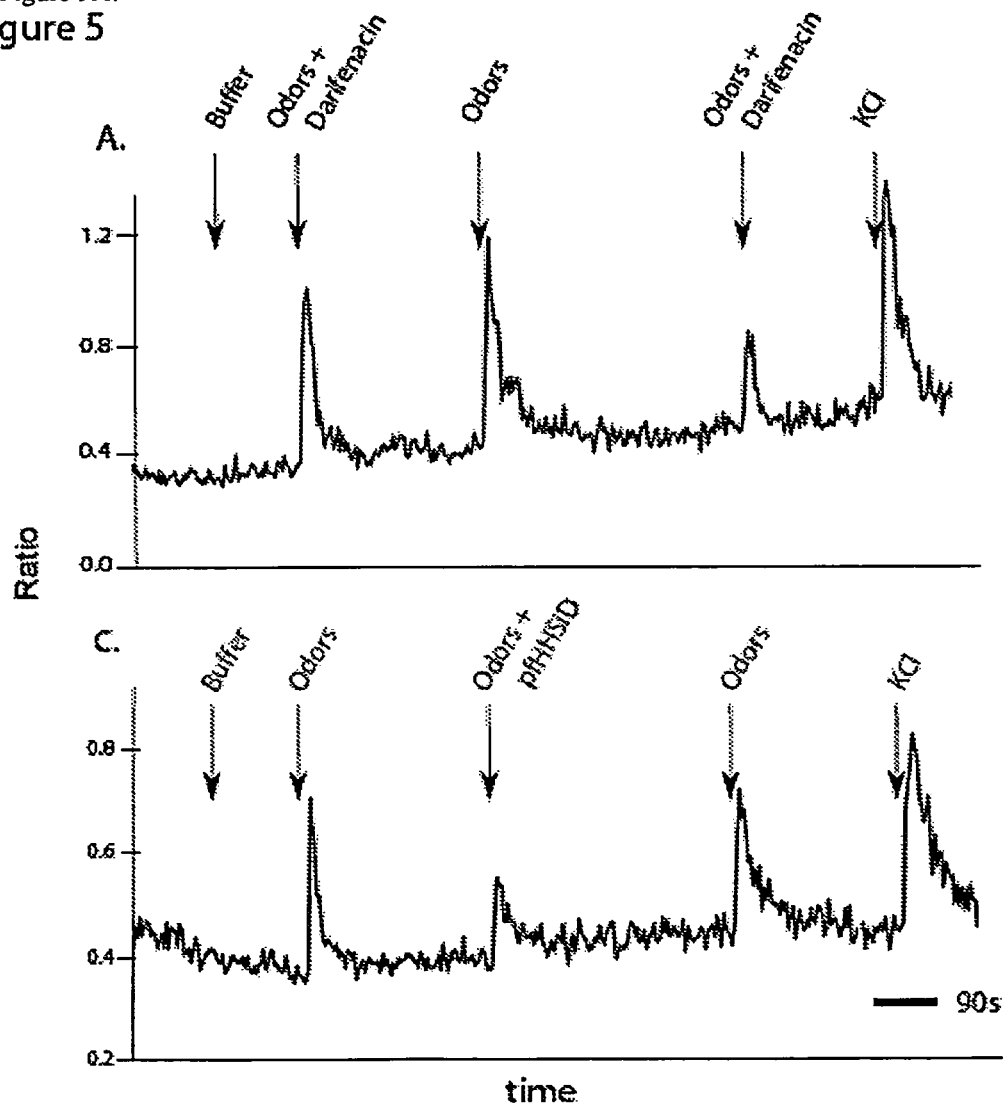 gure 5
A.
Buffer
Odors +
Darifenacin
Odors
Odors +
Darifenacin
KCl
1.2
0.8
0.4
0.0
Ratio
C.
Buffer
Odors
Odors +
pfHHSiD
Odors
KCl
0.8
0.6
0.4
0.2
90s
time